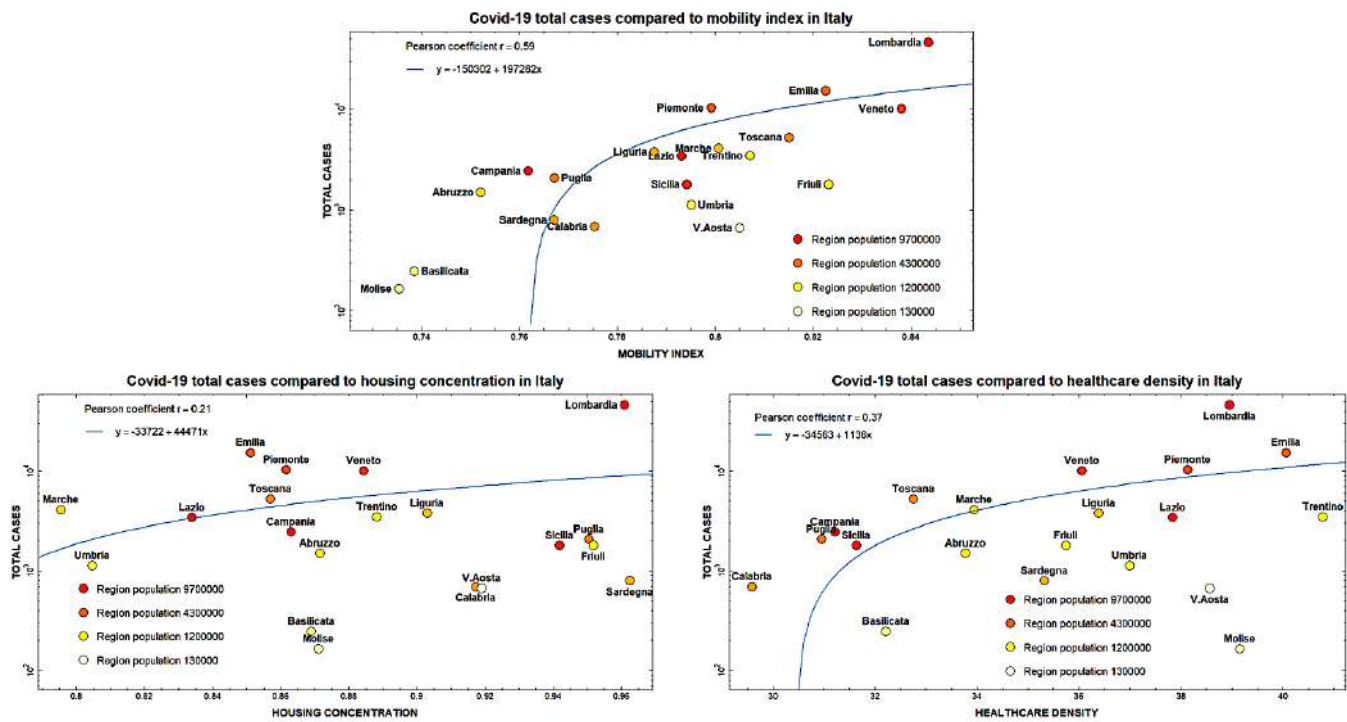 Covid-19 total cases compared to mobility index in Italy
Pearson coefficient r = 0.59
y = -150302 + 197282x
Lombardia
Emilia
Piemonte
Veneto
Toscana
Liguria
Marche
Lazio
Trentino
Campania
Puglia
Sicilia
Friuli
Abruzzo
Umbria
Sardegna
Calabria
V.Aosta
Basilicata
Molise
Region population 9700000
Region population 4300000
Region population 1200000
Region population 130000
TOTAL CASES
10⁴
10³
10²
0.74 0.76 0.78 0.8 0.82 0.84
MOBILITY INDEX
Covid-19 total cases compared to housing concentration in Italy
Pearson coefficient r = 0.21
y = -33722 + 44471x
Lombardia
Emilia
Piemonte
Veneto
Marche
Toscana
Lazio
Trentino
Liguria
Campania
Sicilia
Puglia
Umbria
Abruzzo
Friuli
V.Aosta
Calabria
Sardegna
Basilicata
Molise
Region population 9700000
Region population 4300000
Region population 1200000
Region population 130000
TOTAL CASES
10⁴
10³
10²
0.8 0.82 0.84 0.86 0.88 0.9 0.92 0.94 0.96
HOUSING CONCENTRATION
Covid-19 total cases compared to healthcare density in Italy
Pearson coefficient r = 0.37
y = -34563 + 1138x
Lombardia
Emilia
Veneto
Piemonte
Toscana
Marche
Liguria
Lazio
Trentino
Campania
Puglia
Sicilia
Abruzzo
Friuli
Umbria
Calabria
Sardegna
V.Aosta
Basilicata
Molise
Region population 9700000
Region population 4300000
Region population 1200000
Region population 130000
TOTAL CASES
10⁴
10³
10²
30 32 34 36 38 40
HEALTHCARE DENSITY